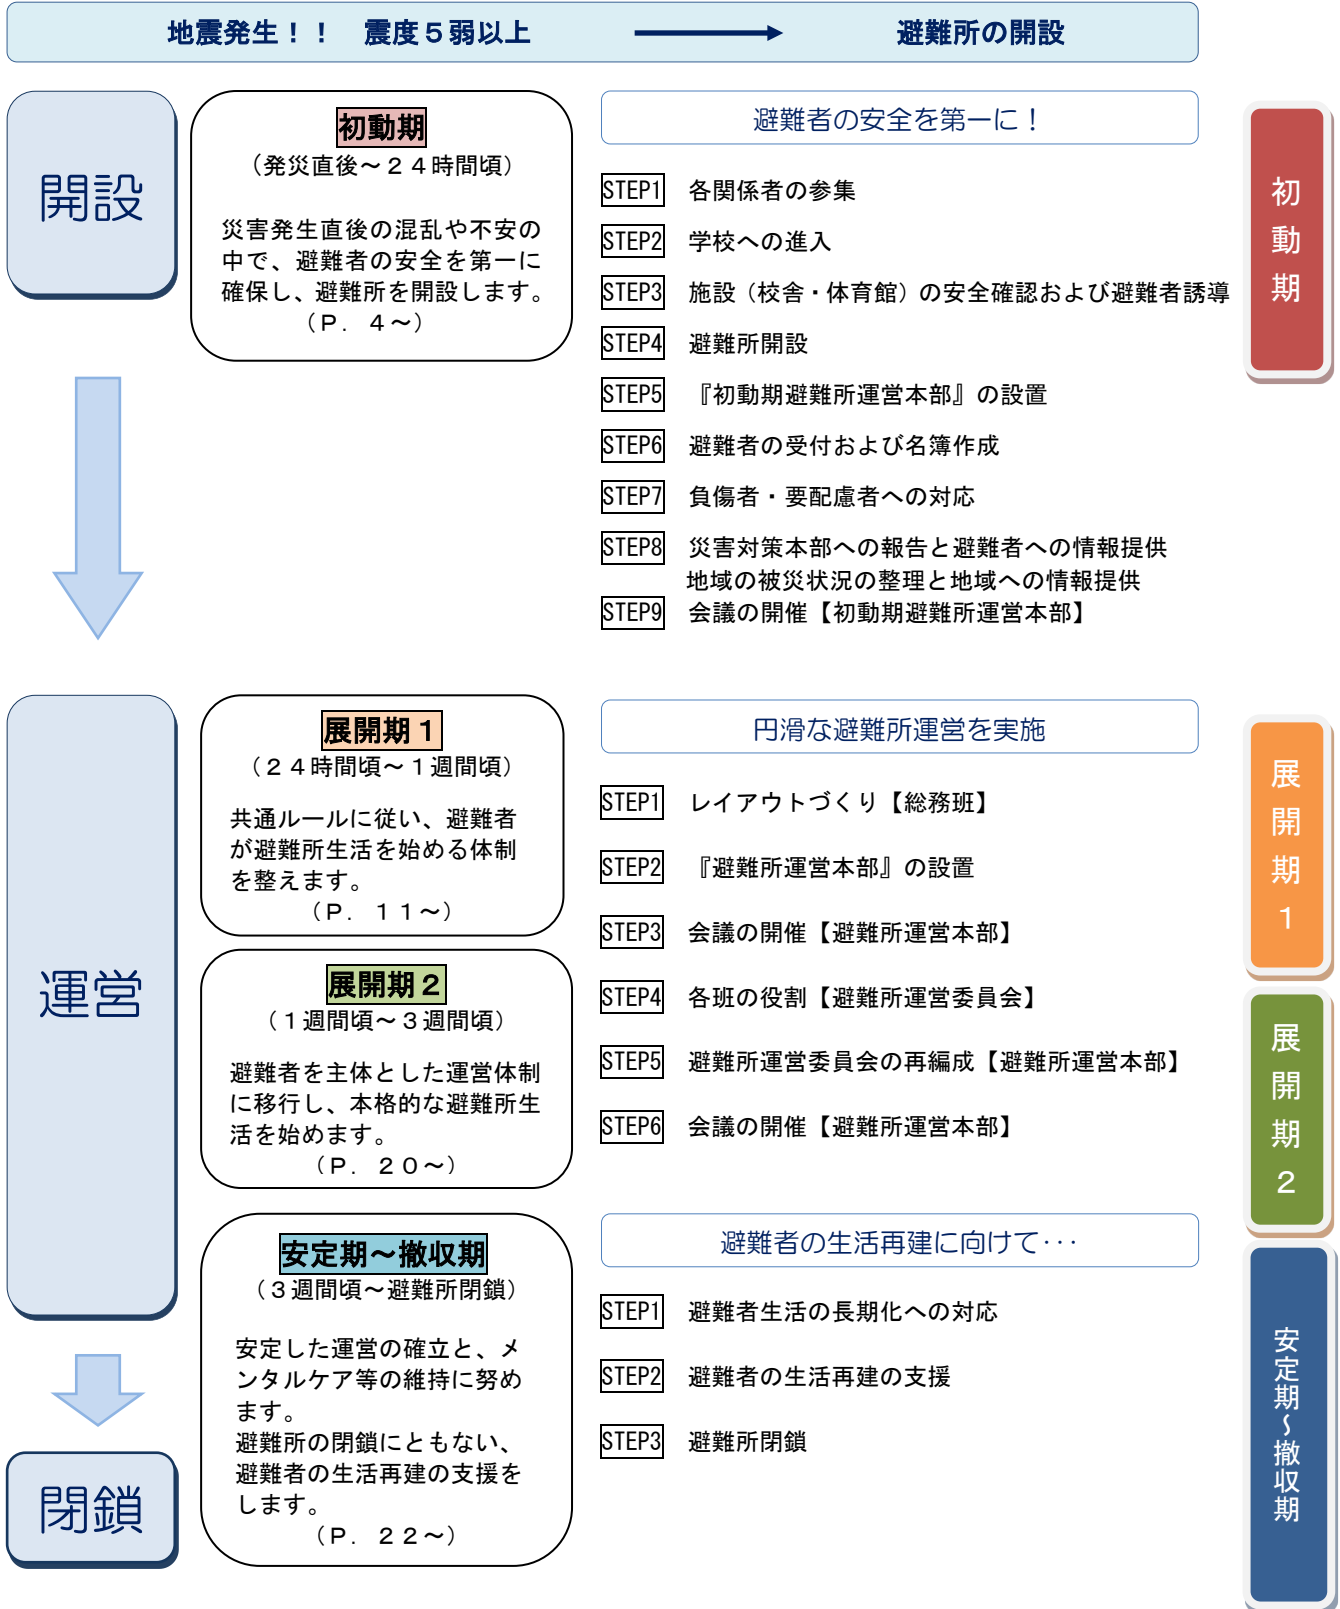 地震発生！！　震度５弱以上　避難所の開設
開設
初動期
（発災直後～２４時間頃）
災害発生直後の混乱や不安の
中で、避難者の安全を第一に
確保し、避難所を開設します。
（Ｐ．４～）
避難者の安全を第一に！
STEP1 各関係者の参集
STEP2 学校への進入
STEP3 施設（校舎・体育館）の安全確認および避難者誘導
STEP4 避難所開設
STEP5 『初動期避難所運営本部』の設置
STEP6 避難者の受付および名簿作成
STEP7 負傷者・要配慮者への対応
STEP8 災害対策本部への報告と避難者への情報提供
地域の被災状況の整理と地域への情報提供
STEP9 会議の開催【初動期避難所運営本部】
初動期
運営
展開期１
（２４時間頃～１週間頃）
共通ルールに従い、避難者
が避難所生活を始める体制
を整えます。
（Ｐ．１１～）
展開期２
（１週間頃～３週間頃）
避難者を主体とした運営体制
に移行し、本格的な避難所生
活を始めます。
（Ｐ．２０～）
円滑な避難所運営を実施
STEP1 レイアウトづくり【総務班】
STEP2 『避難所運営本部』の設置
STEP3 会議の開催【避難所運営本部】
STEP4 各班の役割【避難所運営委員会】
STEP5 避難所運営委員会の再編成【避難所運営本部】
STEP6 会議の開催【避難所運営本部】
展開期１
展開期２
安定期～撤収期
（３週間頃～避難所閉鎖）
安定した運営の確立と、メ
ンタルケア等の維持に努め
ます。
避難所の閉鎖にともない、
避難者の生活再建の支援を
します。
（Ｐ．２２～）
避難者の生活再建に向けて･･･
STEP1 避難者生活の長期化への対応
STEP2 避難者の生活再建の支援
STEP3 避難所閉鎖
安定期～撤収期
閉鎖